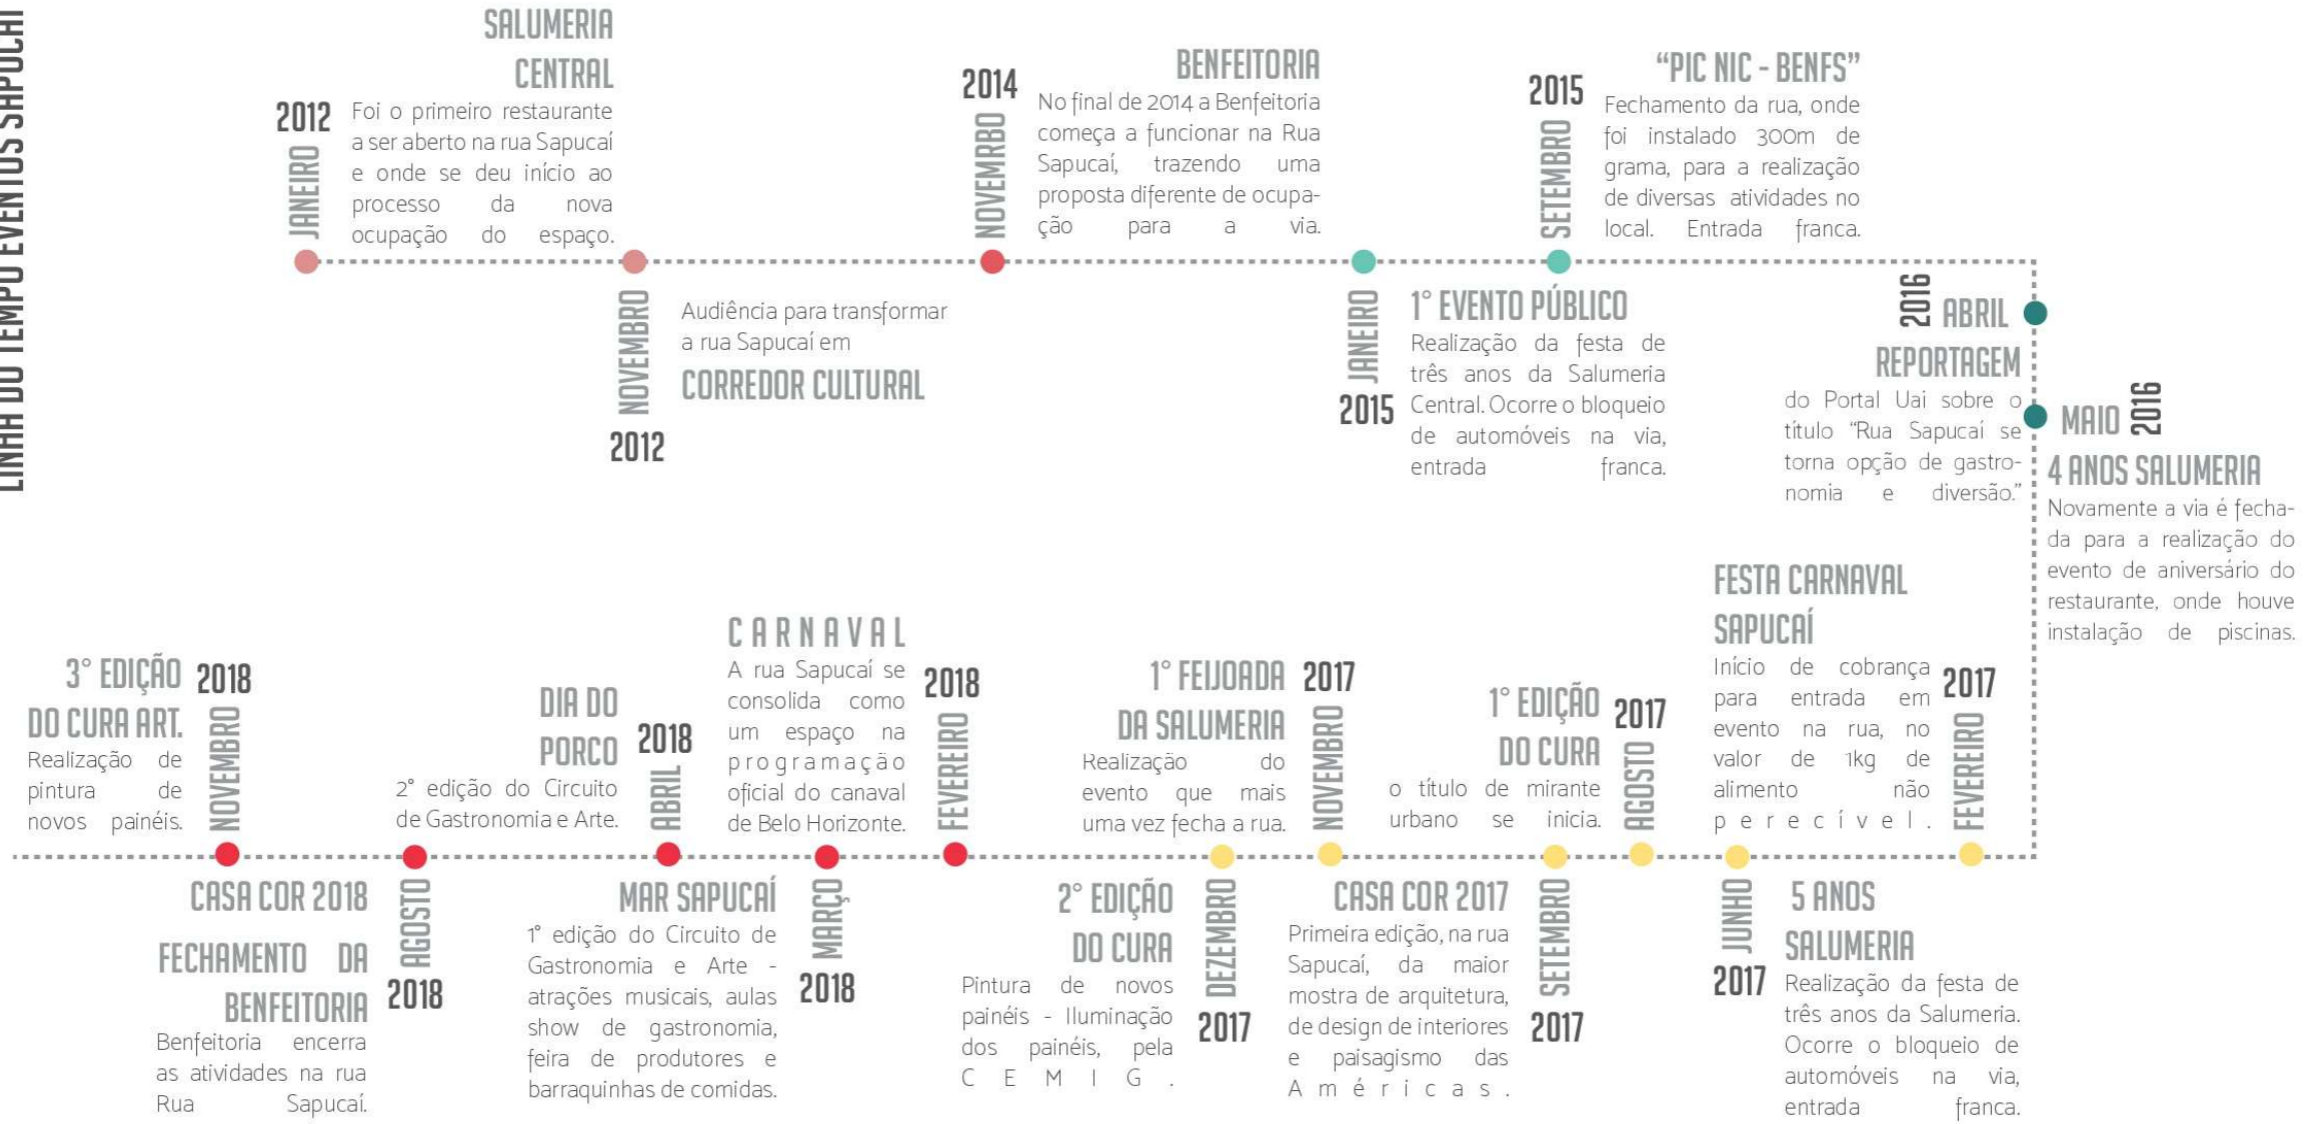 LINHA DO TEMPO EVENTOS SAPUCAÍ
2012
JANEIRO
SALUMERIA
CENTRAL
Foi o primeiro restaurante
a ser aberto na rua Sapucaí
e onde se deu início ao
processo da nova
ocupação do espaço.
NOVEMBRO
2012
Audiência para transformar
a rua Sapucaí em
CORREDOR CULTURAL
2014
NOVEMRBO
BENFEITORIA
No final de 2014 a Benfeitoria
começa a funcionar na Rua
Sapucaí, trazendo uma
proposta diferente de ocupa-
ção para a via.
JANEIRO
2015
1° EVENTO PÚBLICO
Realização da festa de
três anos da Salumeria
Central. Ocorre o bloqueio
de automóveis na via,
entrada franca.
2015
SETEMBRO
“PIC NIC - BENFS”
Fechamento da rua, onde
foi instalado 300m de
grama, para a realização
de diversas atividades no
local. Entrada franca.
2016
ABRIL
REPORTAGEM
do Portal Uai sobre o
título “Rua Sapucaí se
torna opção de gastro-
nomia e diversão.”
MAIO 2016
4 ANOS SALUMERIA
Novamente a via é fecha-
da para a realização do
evento de aniversário do
restaurante, onde houve
instalação de piscinas.
FESTA CARNAVAL
SAPUCAÍ
Início de cobrança
para entrada em
evento na rua, no
valor de 1kg de
alimento não
perecível.
2017
FEVEREIRO
JUNHO
2017
5 ANOS
SALUMERIA
Realização da festa de
três anos da Salumeria.
Ocorre o bloqueio de
automóveis na via,
entrada franca.
1° EDIÇÃO
DO CURA
o título de mirante
urbano se inicia.
2017
AGOSTO
CASA COR 2017
Primeira edição, na rua
Sapucaí, da maior
mostra de arquitetura,
de design de interiores
e paisagismo das
Américas.
SETEMBRO
2017
1° FEIJOADA
DA SALUMERIA
Realização do
evento que mais
uma vez fecha a rua.
2017
NOVEMBRO
2° EDIÇÃO
DO CURA
Pintura de novos
painéis - Iluminação
dos painéis, pela
CEMIG.
DEZEMBRO
2017
CARNAVAL
A rua Sapucaí se
consolida como
um espaço na
programação
oficial do canaval
de Belo Horizonte.
2018
FEVEREIRO
MAR SAPUCAÍ
1° edição do Circuito de
Gastronomia e Arte -
atrações musicais, aulas
show de gastronomia,
feira de produtores e
barraquinhas de comidas.
MARÇO
2018
DIA DO
PORCO
2° edição do Circuito
de Gastronomia e Arte.
2018
ABRIL
CASA COR 2018
FECHAMENTO DA
BENFEITORIA
Benfeitoria encerra
as atividades na rua
Rua Sapucaí.
AGOSTO
2018
3° EDIÇÃO
DO CURA ART.
Realização de
pintura de
novos painéis.
2018
NOVEMBRO